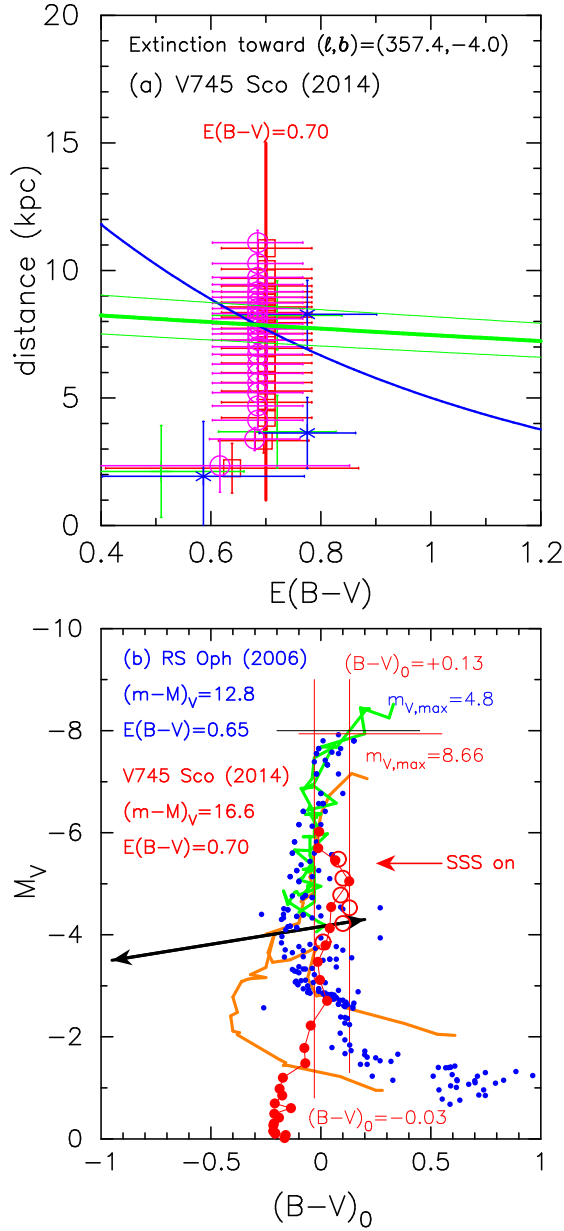 Extinction toward (ℓ,b)=(357.4,−4.0)
(a) V745 Sco (2014)
E(B−V)=0.70
20
15
10
5
0
distance (kpc)
0.4 0.6 0.8 1 1.2
E(B−V)
(b) RS Oph (2006)
(m−M)V=12.8
E(B−V)=0.65
V745 Sco (2014)
(m−M)V=16.6
E(B−V)=0.70
(B−V)0=+0.13
mV,max=4.8
mV,max=8.66
SSS on
(B−V)0=−0.03
−10
−8
−6
−4
−2
0
MV
−1 −0.5 0 0.5 1
(B−V)0